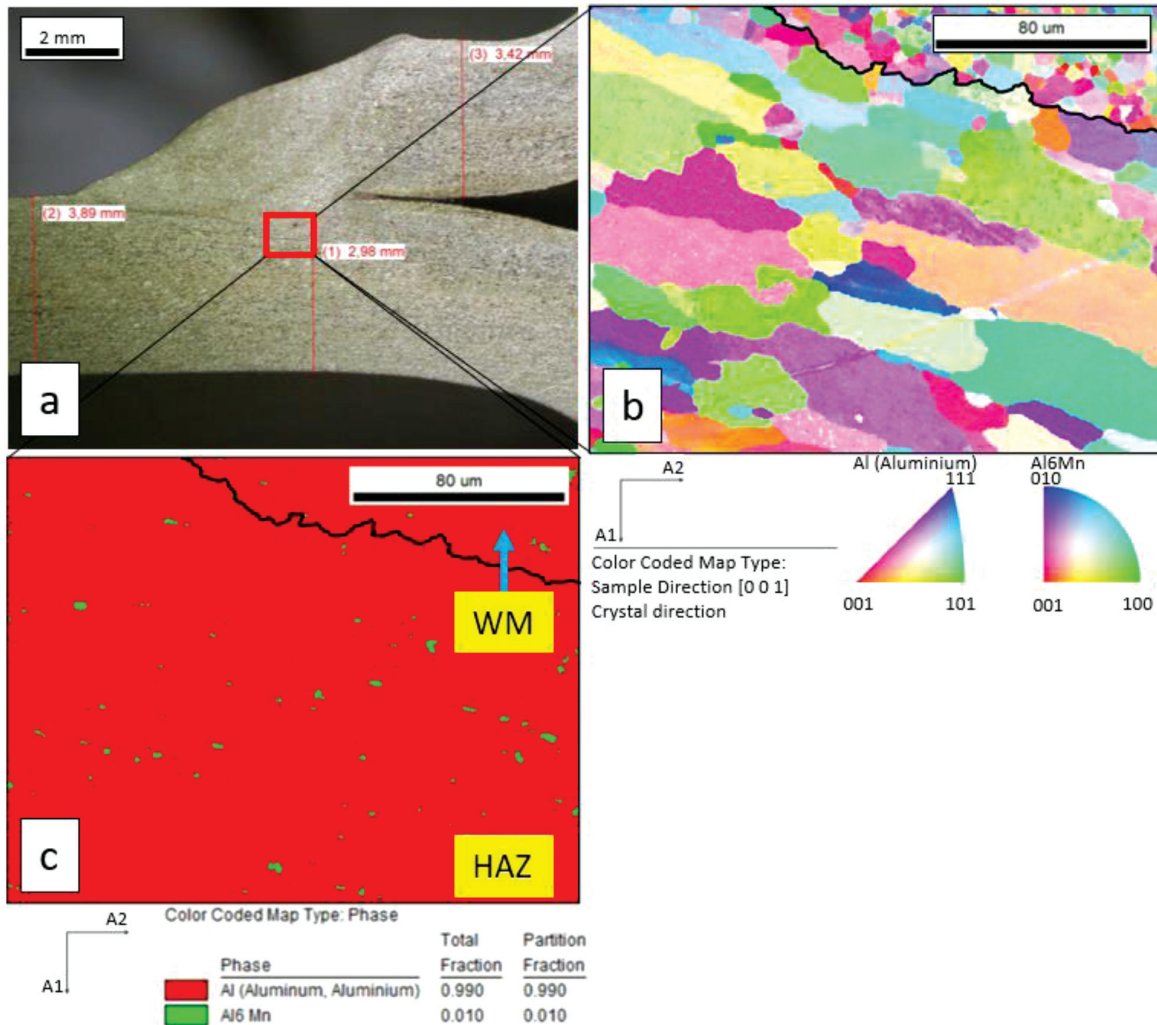 2 mm
(3) 3,42 mm
(2) 3,89 mm
(1) 2,98 mm
a
80 um
b
A2
A1
Color Coded Map Type:
Sample Direction [0 0 1]
Crystal direction
Al (Aluminium)
111
001
101
Al6Mn
010
001
100
80 um
WM
HAZ
c
A2
A1
Color Coded Map Type: Phase
Total Partition
Phase Fraction Fraction
Al (Aluminum, Aluminium) 0.990 0.990
Al6 Mn 0.010 0.010